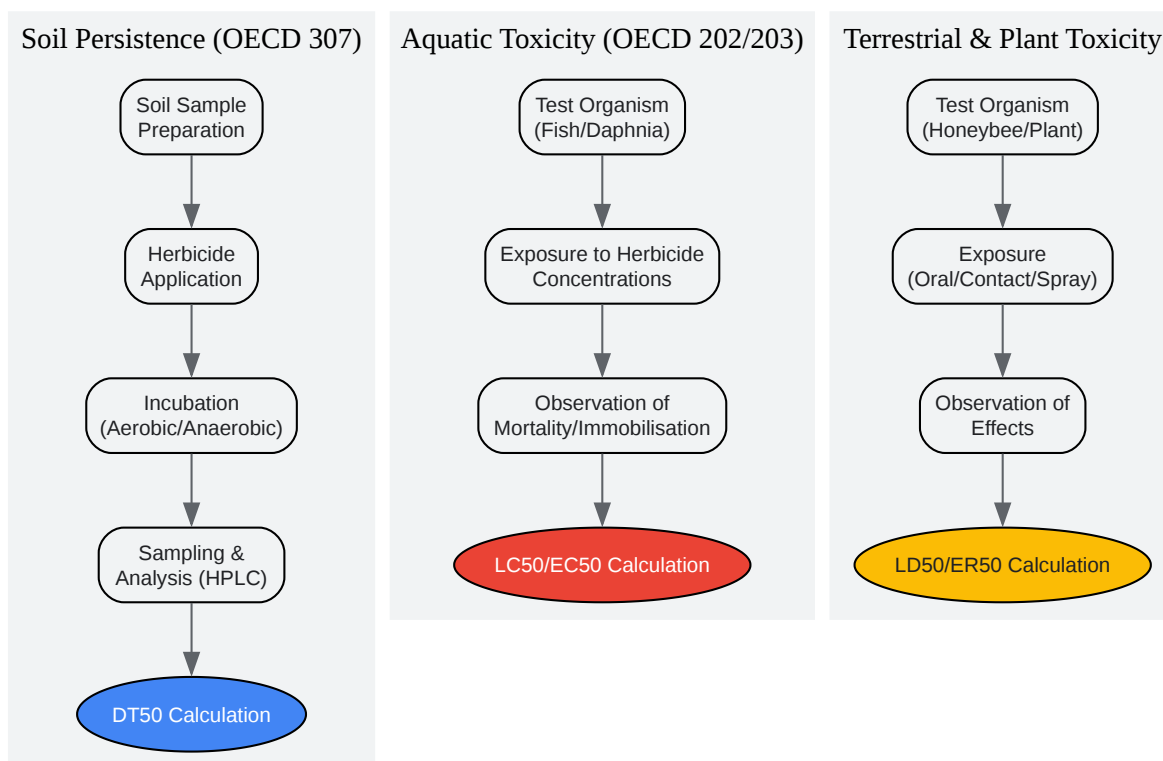 Soil Persistence (OECD 307)
Soil Sample
Preparation
Herbicide
Application
Incubation
(Aerobic/Anaerobic)
Sampling &
Analysis (HPLC)
DT50 Calculation
Aquatic Toxicity (OECD 202/203)
Test Organism
(Fish/Daphnia)
Exposure to Herbicide
Concentrations
Observation of
Mortality/Immobilisation
LC50/EC50 Calculation
Terrestrial & Plant Toxicity
Test Organism
(Honeybee/Plant)
Exposure
(Oral/Contact/Spray)
Observation of
Effects
LD50/ER50 Calculation